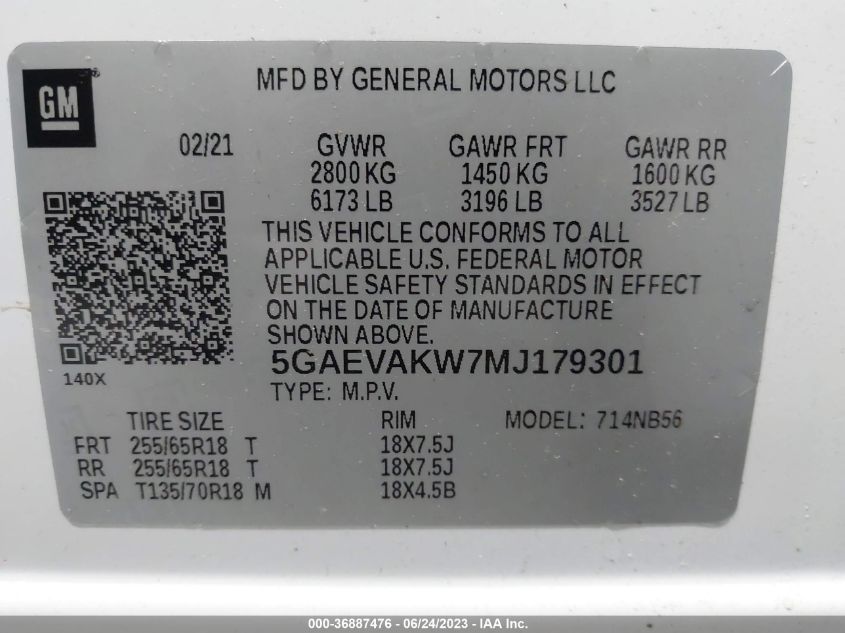 MFD BY GENERAL MOTORS LLC
GM
02/21 GVWR GAWR FRT GAWR RR
2800 KG 1450 KG 1600 KG
6173 LB 3196 LB 3527 LB
THIS VEHICLE CONFORMS TO ALL
APPLICABLE U.S. FEDERAL MOTOR
VEHICLE SAFETY STANDARDS IN EFFECT
ON THE DATE OF MANUFACTURE
SHOWN ABOVE.
5GAEVAKW7MJ179301
140X
TYPE: M.P.V.
TIRE SIZE RIM MODEL: 714NB56
FRT 255/65R18 T 18X7.5J
RR 255/65R18 T 18X7.5J
SPA T135/70R18 M 18X4.5B
000-36887476 - 06/24/2023 - IAAI.com